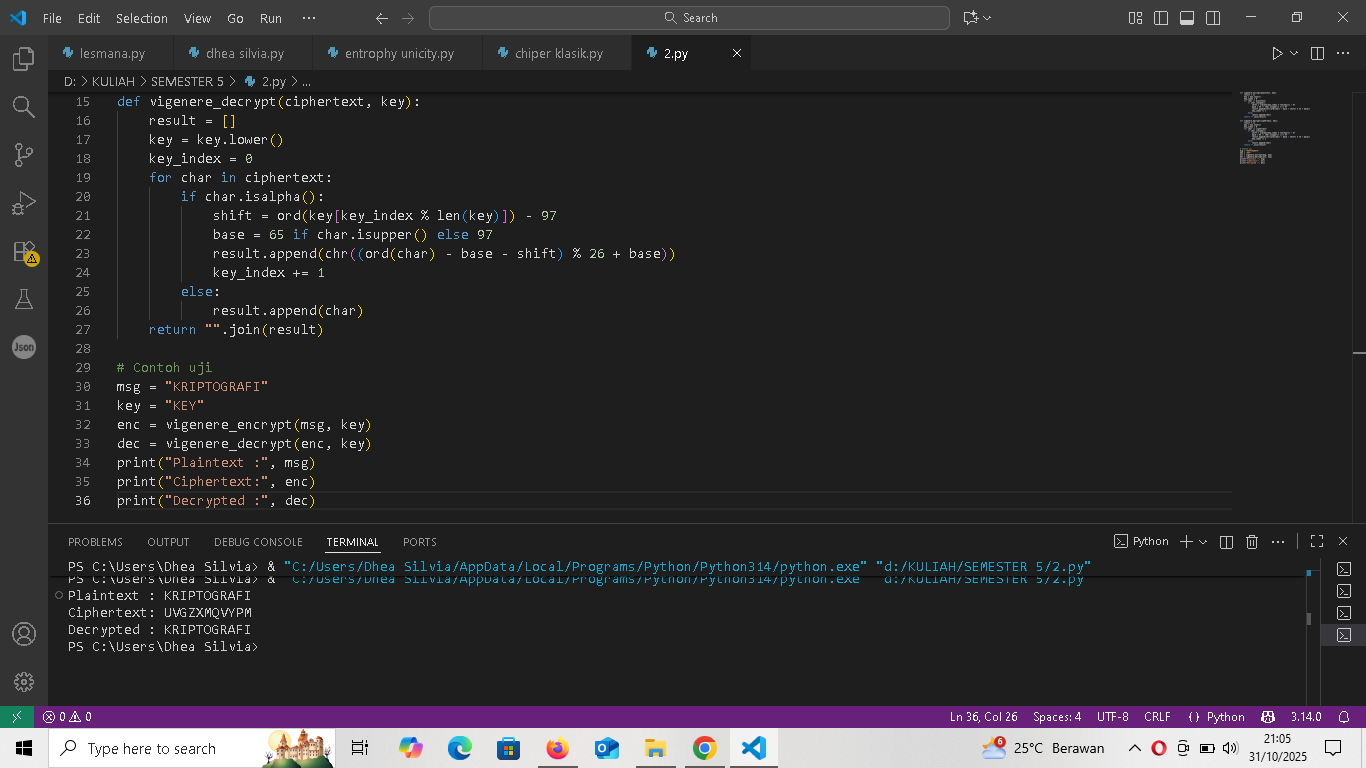 File Edit Selection View Go Run ··· Search
lesmana.py dhea silvia.py entrophy unicity.py chiper klasik.py 2.py
D: > KULIAH > SEMESTER 5 > 2.py > ...
15 def vigenere_decrypt(ciphertext, key):
16 result = []
17 key = key.lower()
18 key_index = 0
19 for char in ciphertext:
20 if char.isalpha():
21 shift = ord(key[key_index % len(key)]) - 97
22 base = 65 if char.isupper() else 97
23 result.append(chr((ord(char) - base - shift) % 26 + base))
24 key_index += 1
25 else:
26 result.append(char)
27 return "".join(result)
28
29 # Contoh uji
30 msg = "KRIPTOGRAFI"
31 key = "KEY"
32 enc = vigenere_encrypt(msg, key)
33 dec = vigenere_decrypt(enc, key)
34 print("Plaintext :", msg)
35 print("Ciphertext:", enc)
36 print("Decrypted :", dec)
PROBLEMS OUTPUT DEBUG CONSOLE TERMINAL PORTS Python
PS C:\Users\Dhea Silvia> & "C:/Users/Dhea Silvia/AppData/Local/Programs/Python/Python314/python.exe" "d:/KULIAH/SEMESTER 5/2.py"
PS C:\Users\Dhea Silvia> & "C:/Users/Dhea Silvia/AppData/Local/Programs/Python/Python314/python.exe" "d:/KULIAH/SEMESTER 5/2.py"
Plaintext : KRIPTOGRAFI
Ciphertext: UVGZXMQVYPM
Decrypted : KRIPTOGRAFI
PS C:\Users\Dhea Silvia>
Json
0 0 Ln 36, Col 26 Spaces: 4 UTF-8 CRLF {} Python 3.14.0
Type here to search 6 25°C Berawan 21:05
31/10/2025